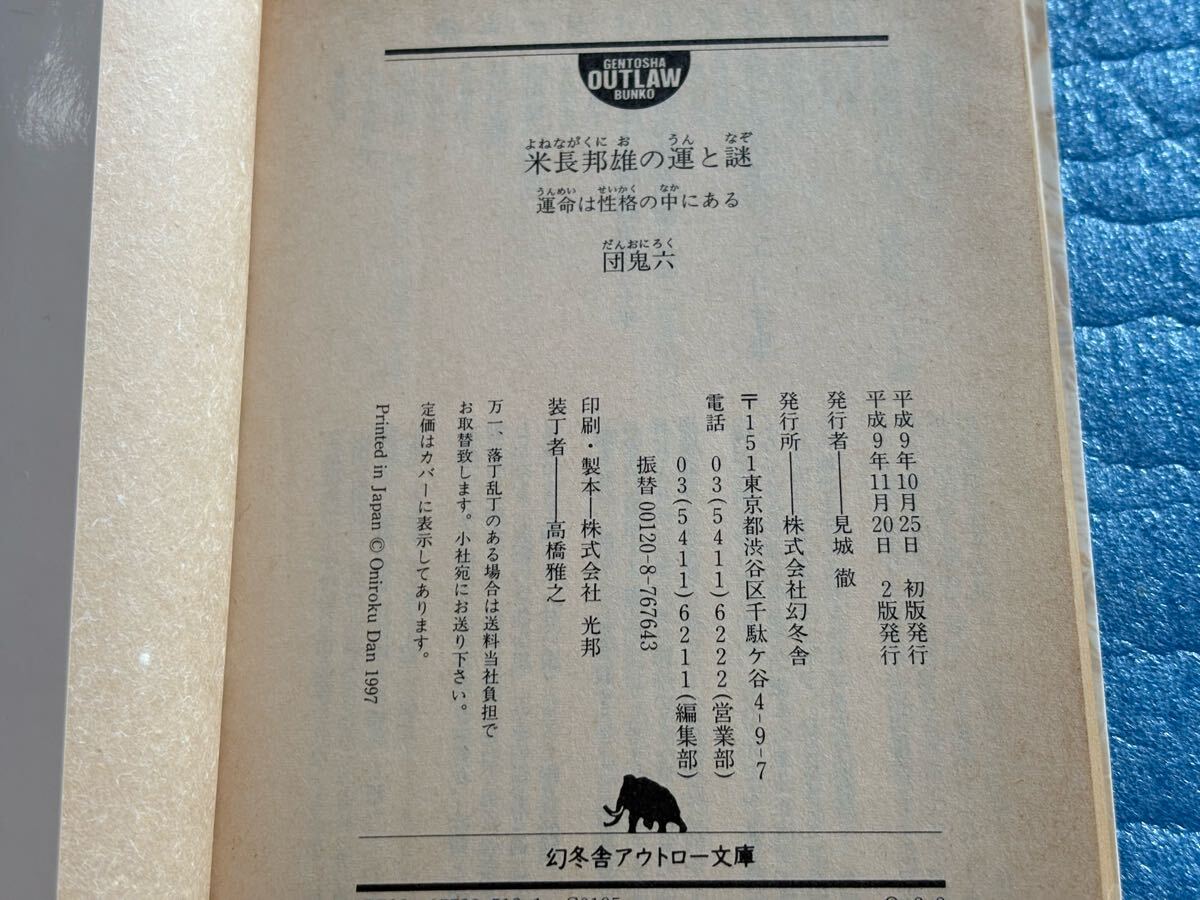 GENTOSHA
OUTLAW
BUNKO
よねながくにお うん なぞ
米長邦雄の運と謎
うんめい せいかく なか
運命は性格の中にある
だんおにろく
団鬼六
平成9年10月25日 初版発行
平成9年11月20日 2版発行
発行者――見城 徹
発行所――株式会社幻冬舎
〒151東京都渋谷区千駄ケ谷4-9-7
電話 03(5411)6222(営業部)
03(5411)6211(編集部)
振替00120-8-767643
印刷・製本―株式会社 光邦
装丁者――高橋雅之
万一、落丁乱丁のある場合は送料当社負担で
お取替致します。小社宛にお送り下さい。
定価はカバーに表示してあります。
Printed in Japan © Oniroku Dan 1997
幻冬舎アウトロー文庫